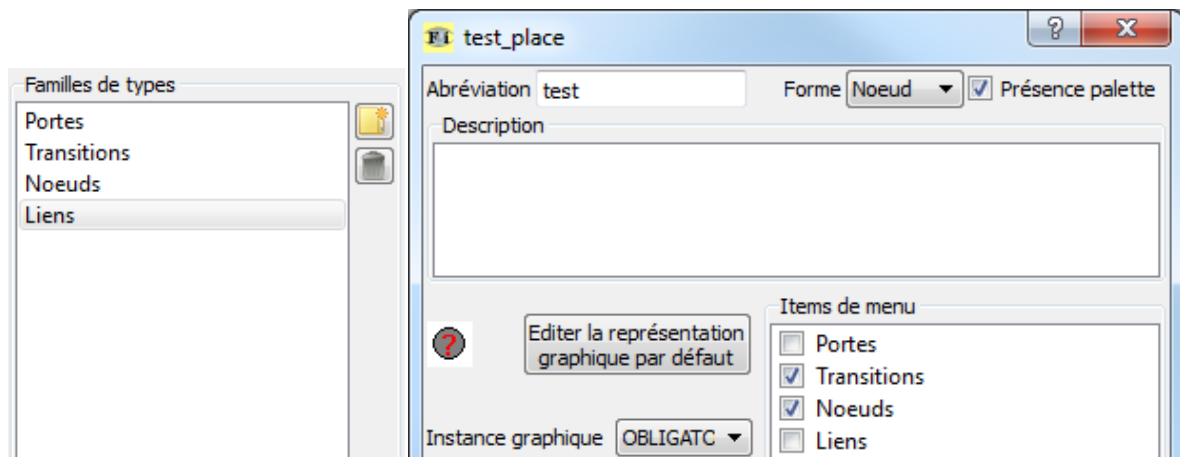 Familles de types
Portes
Transitions
Noeuds
Liens
FI test_place
Abréviation test Forme Noeud Présence palette
Description
Items de menu
Editer la représentation
graphique par défaut
Portes
Transitions
Noeuds
Instance graphique OBLIGATC Liens